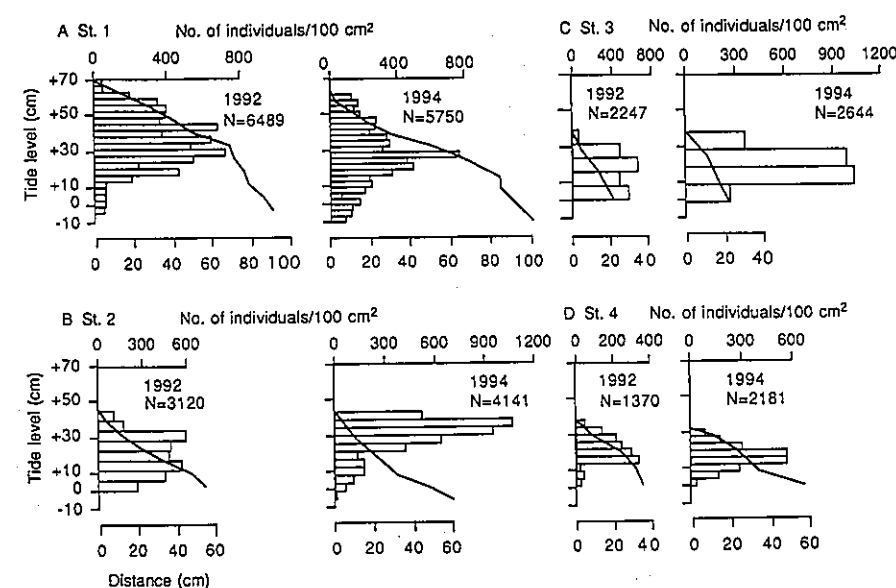 A St. 1 No. of individuals/100 cm2
0 400 800
0 400 800
+70
+50
+30
+10
0
-10
Tide level (cm)
1992
N=6489
1994
N=5750
0 20 40 60 80 100
0 20 40 60 80 100
C St. 3 No. of individuals/100 cm2
0 400 800
0 300 600 900 1200
1992
N=2247
1994
N=2644
0 20 40
0 20 40
B St. 2 No. of individuals/100 cm2
0 300 600
0 300 600 900 1200
+70
+50
+30
+10
0
-10
Tide level (cm)
1992
N=3120
1994
N=4141
0 20 40 60
0 20 40 60
Distance (cm)
D St. 4 No. of individuals/100 cm2
0 200 400
0 300 600
1992
N=1370
1994
N=2181
0 20 40
0 20 40 60